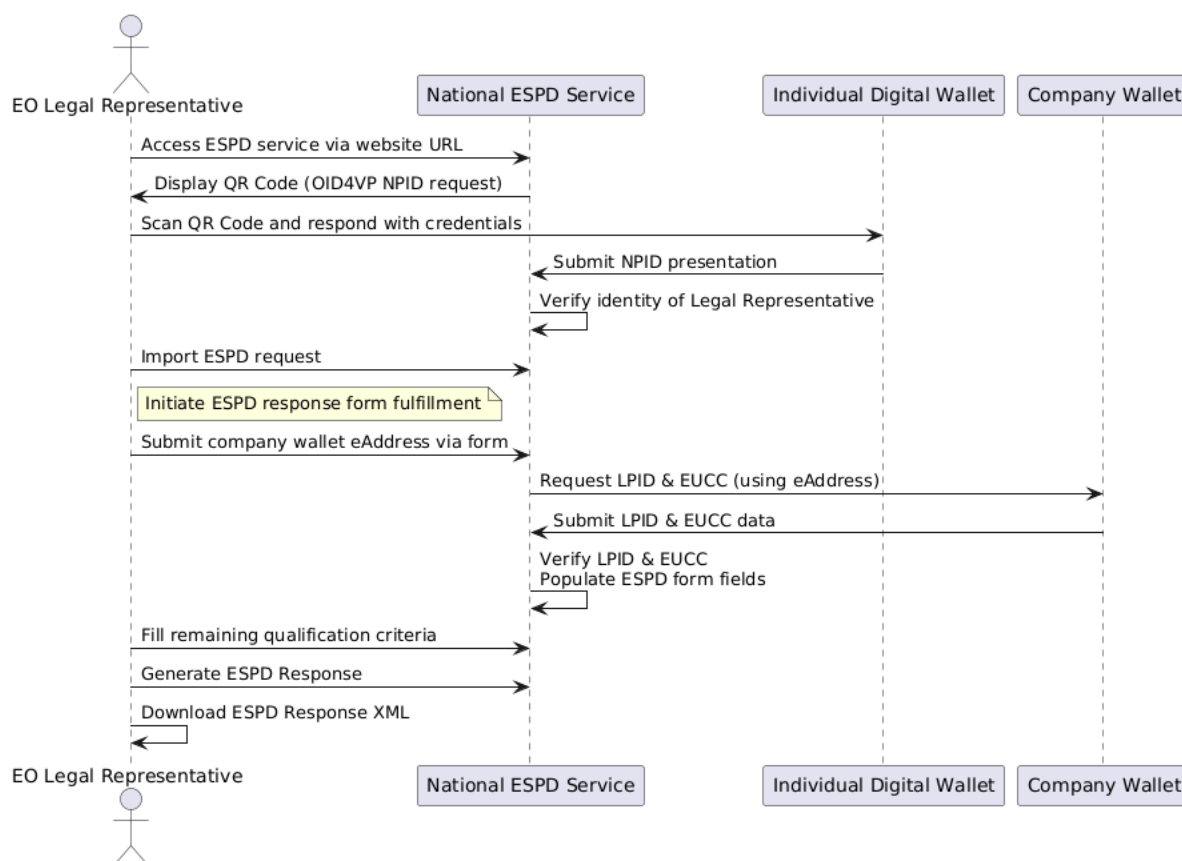 EO Legal Representative
National ESPD Service
Individual Digital Wallet
Company Wallet
Access ESPD service via website URL
Display QR Code (OID4VP NPID request)
Scan QR Code and respond with credentials
Submit NPID presentation
Verify identity of Legal Representative
Import ESPD request
Initiate ESPD response form fulfillment
Submit company wallet eAddress via form
Request LPID & EUCC (using eAddress)
Submit LPID & EUCC data
Verify LPID & EUCC
Populate ESPD form fields
Fill remaining qualification criteria
Generate ESPD Response
Download ESPD Response XML
EO Legal Representative
National ESPD Service
Individual Digital Wallet
Company Wallet